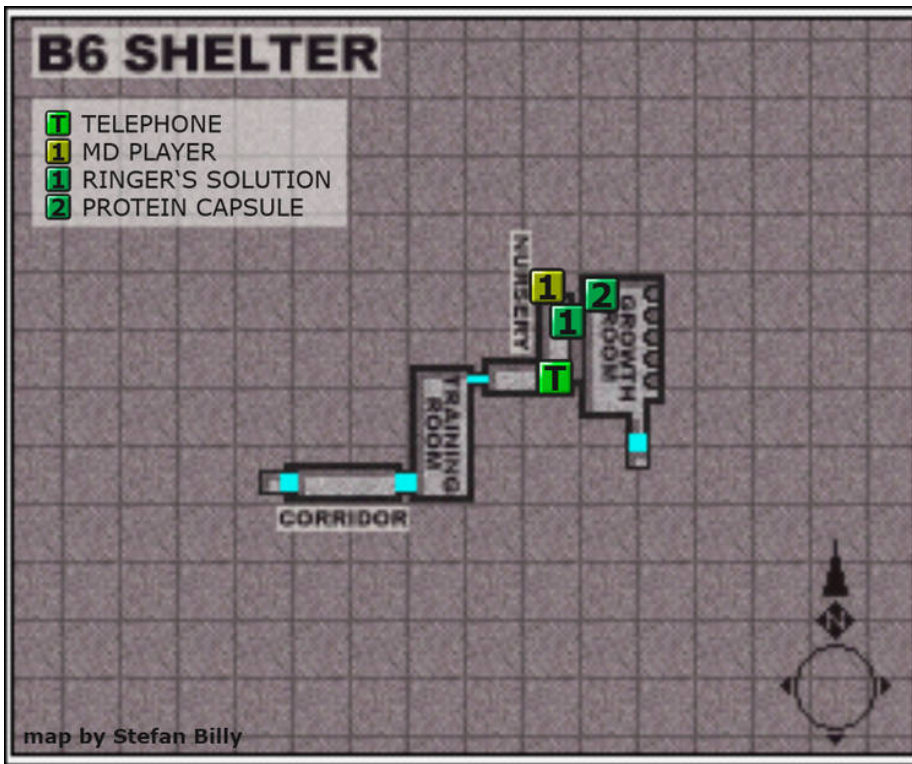 B6 SHELTER
T TELEPHONE
1 MD PLAYER
1 RINGER`S SOLUTION
2 PROTEIN CAPSULE
NURSERY
1
2
1
GROWTH
ROOM
T
TRAINING
ROOM
CORRIDOR
N
map by Stefan Billy